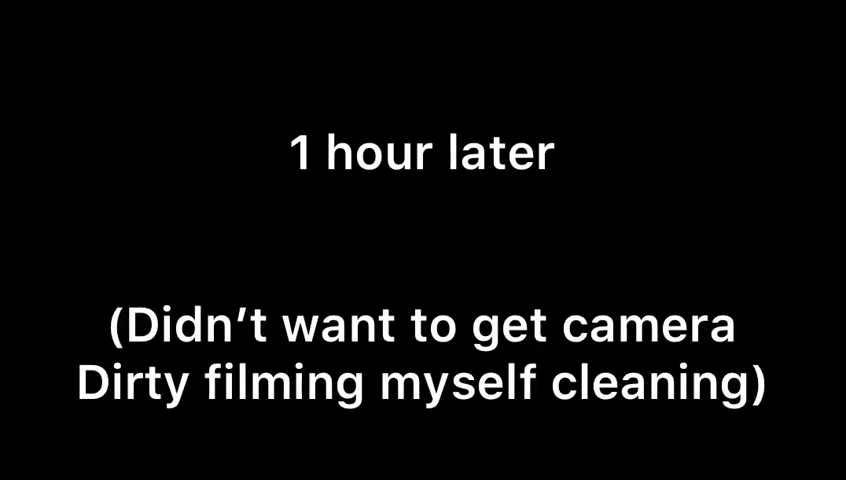 1 hour later
(Didn’t want to get camera
Dirty filming myself cleaning)